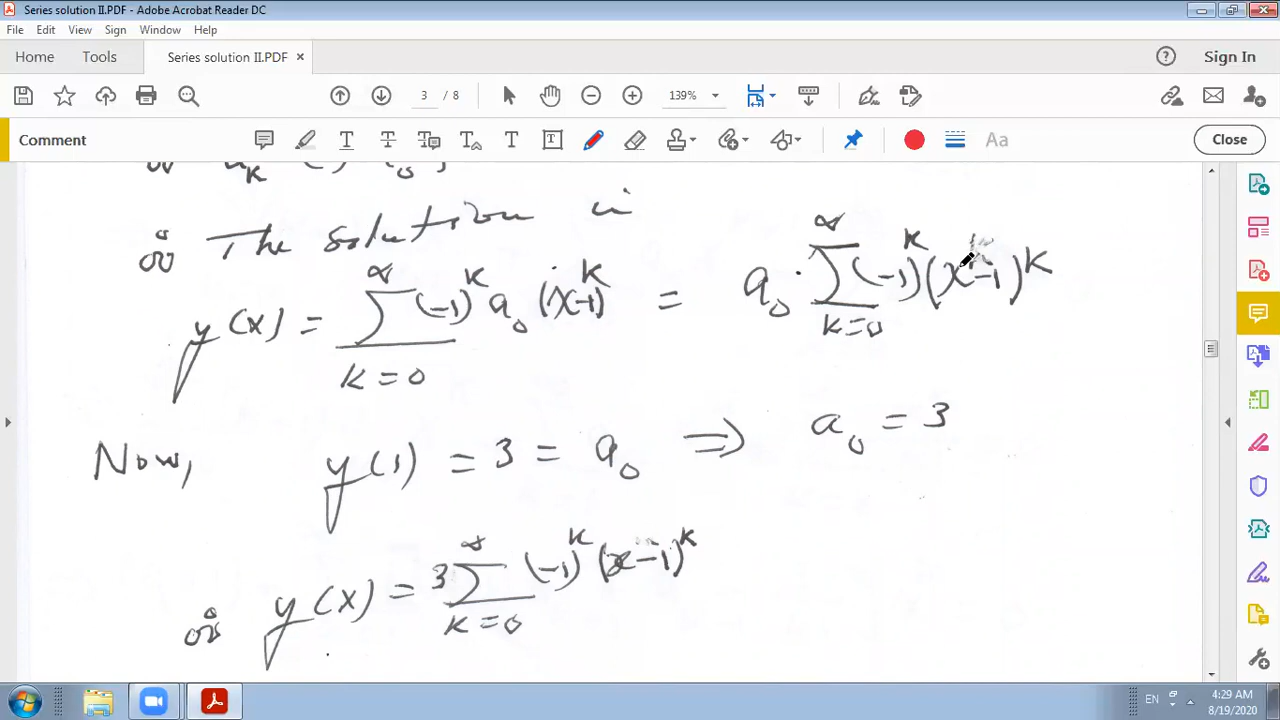 Series solution II.PDF - Adobe Acrobat Reader DC
File Edit View Sign Window Help
Home Tools Series solution II.PDF × Sign In
3 / 8 139%
Comment Aa Close
∴ The solution is
y(x) = ∑_{k=0}^{∞} (-1)^k a_0 (x-1)^k = a_0 ∑_{k=0}^{∞} (-1)^k (x-1)^k
Now, y(1) = 3 = a_0 ⇒ a_0 = 3
∴ y(x) = 3 ∑_{k=0}^{∞} (-1)^k (x-1)^k
EN 4:29 AM
8/19/2020